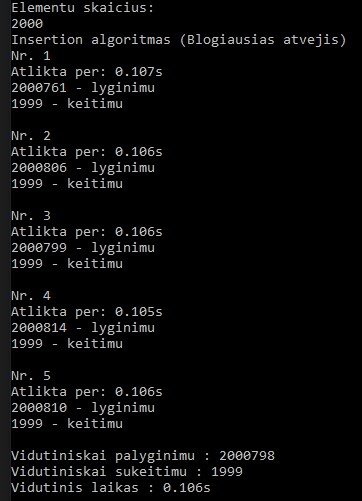 Elementu skaicius:
2000
Insertion algoritmas (Blogiausias atvejis)
Nr. 1
Atlikta per: 0.107s
2000761 - lyginimu
1999 - keitimu
Nr. 2
Atlikta per: 0.106s
2000806 - lyginimu
1999 - keitimu
Nr. 3
Atlikta per: 0.106s
2000799 - lyginimu
1999 - keitimu
Nr. 4
Atlikta per: 0.105s
2000814 - lyginimu
1999 - keitimu
Nr. 5
Atlikta per: 0.106s
2000810 - lyginimu
1999 - keitimu
Vidutiniskai palyginimu : 2000798
Vidutiniskai sukeitimu : 1999
Vidutinis laikas : 0.106s